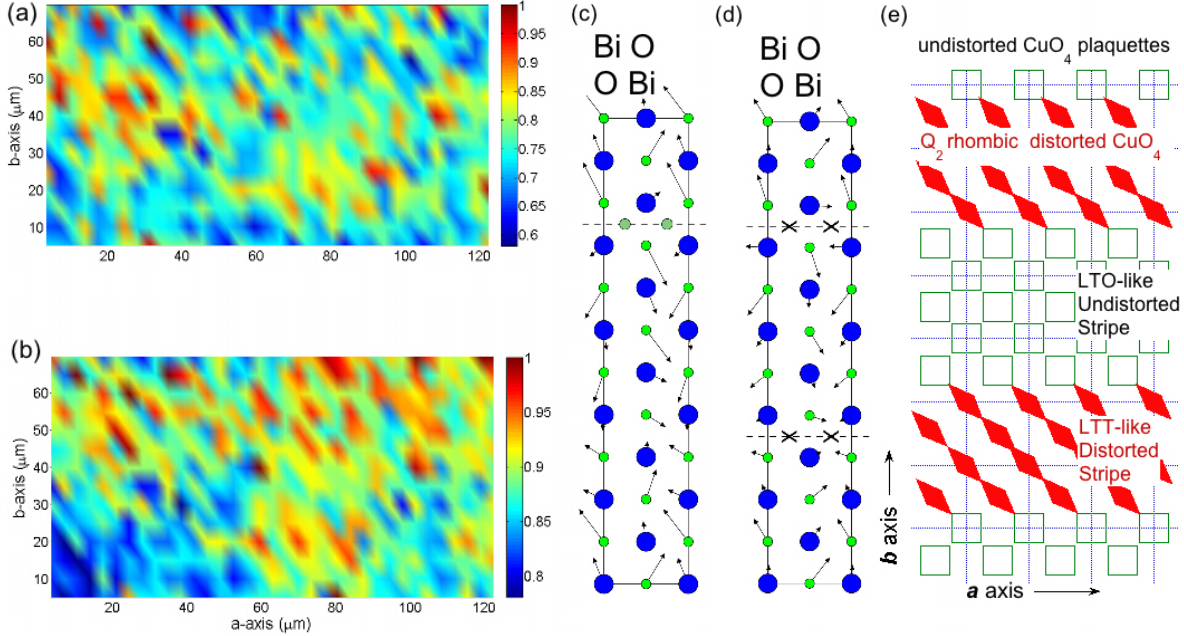 (a)
b-axis (μm)
60
50
40
30
20
10
20 40 60 80 100 120
1
0.95
0.9
0.85
0.8
0.75
0.7
0.65
0.6
(b)
b-axis (μm)
60
50
40
30
20
10
20 40 60 80 100 120
a-axis (μm)
1
0.95
0.9
0.85
0.8
(c)
Bi O
O Bi
(d)
Bi O
O Bi
b axis
(e)
undistorted CuO4 plaquettes
Q2 rhombic distorted CuO4
LTO-like
Undistorted
Stripe
LTT-like
Distorted
Stripe
a axis